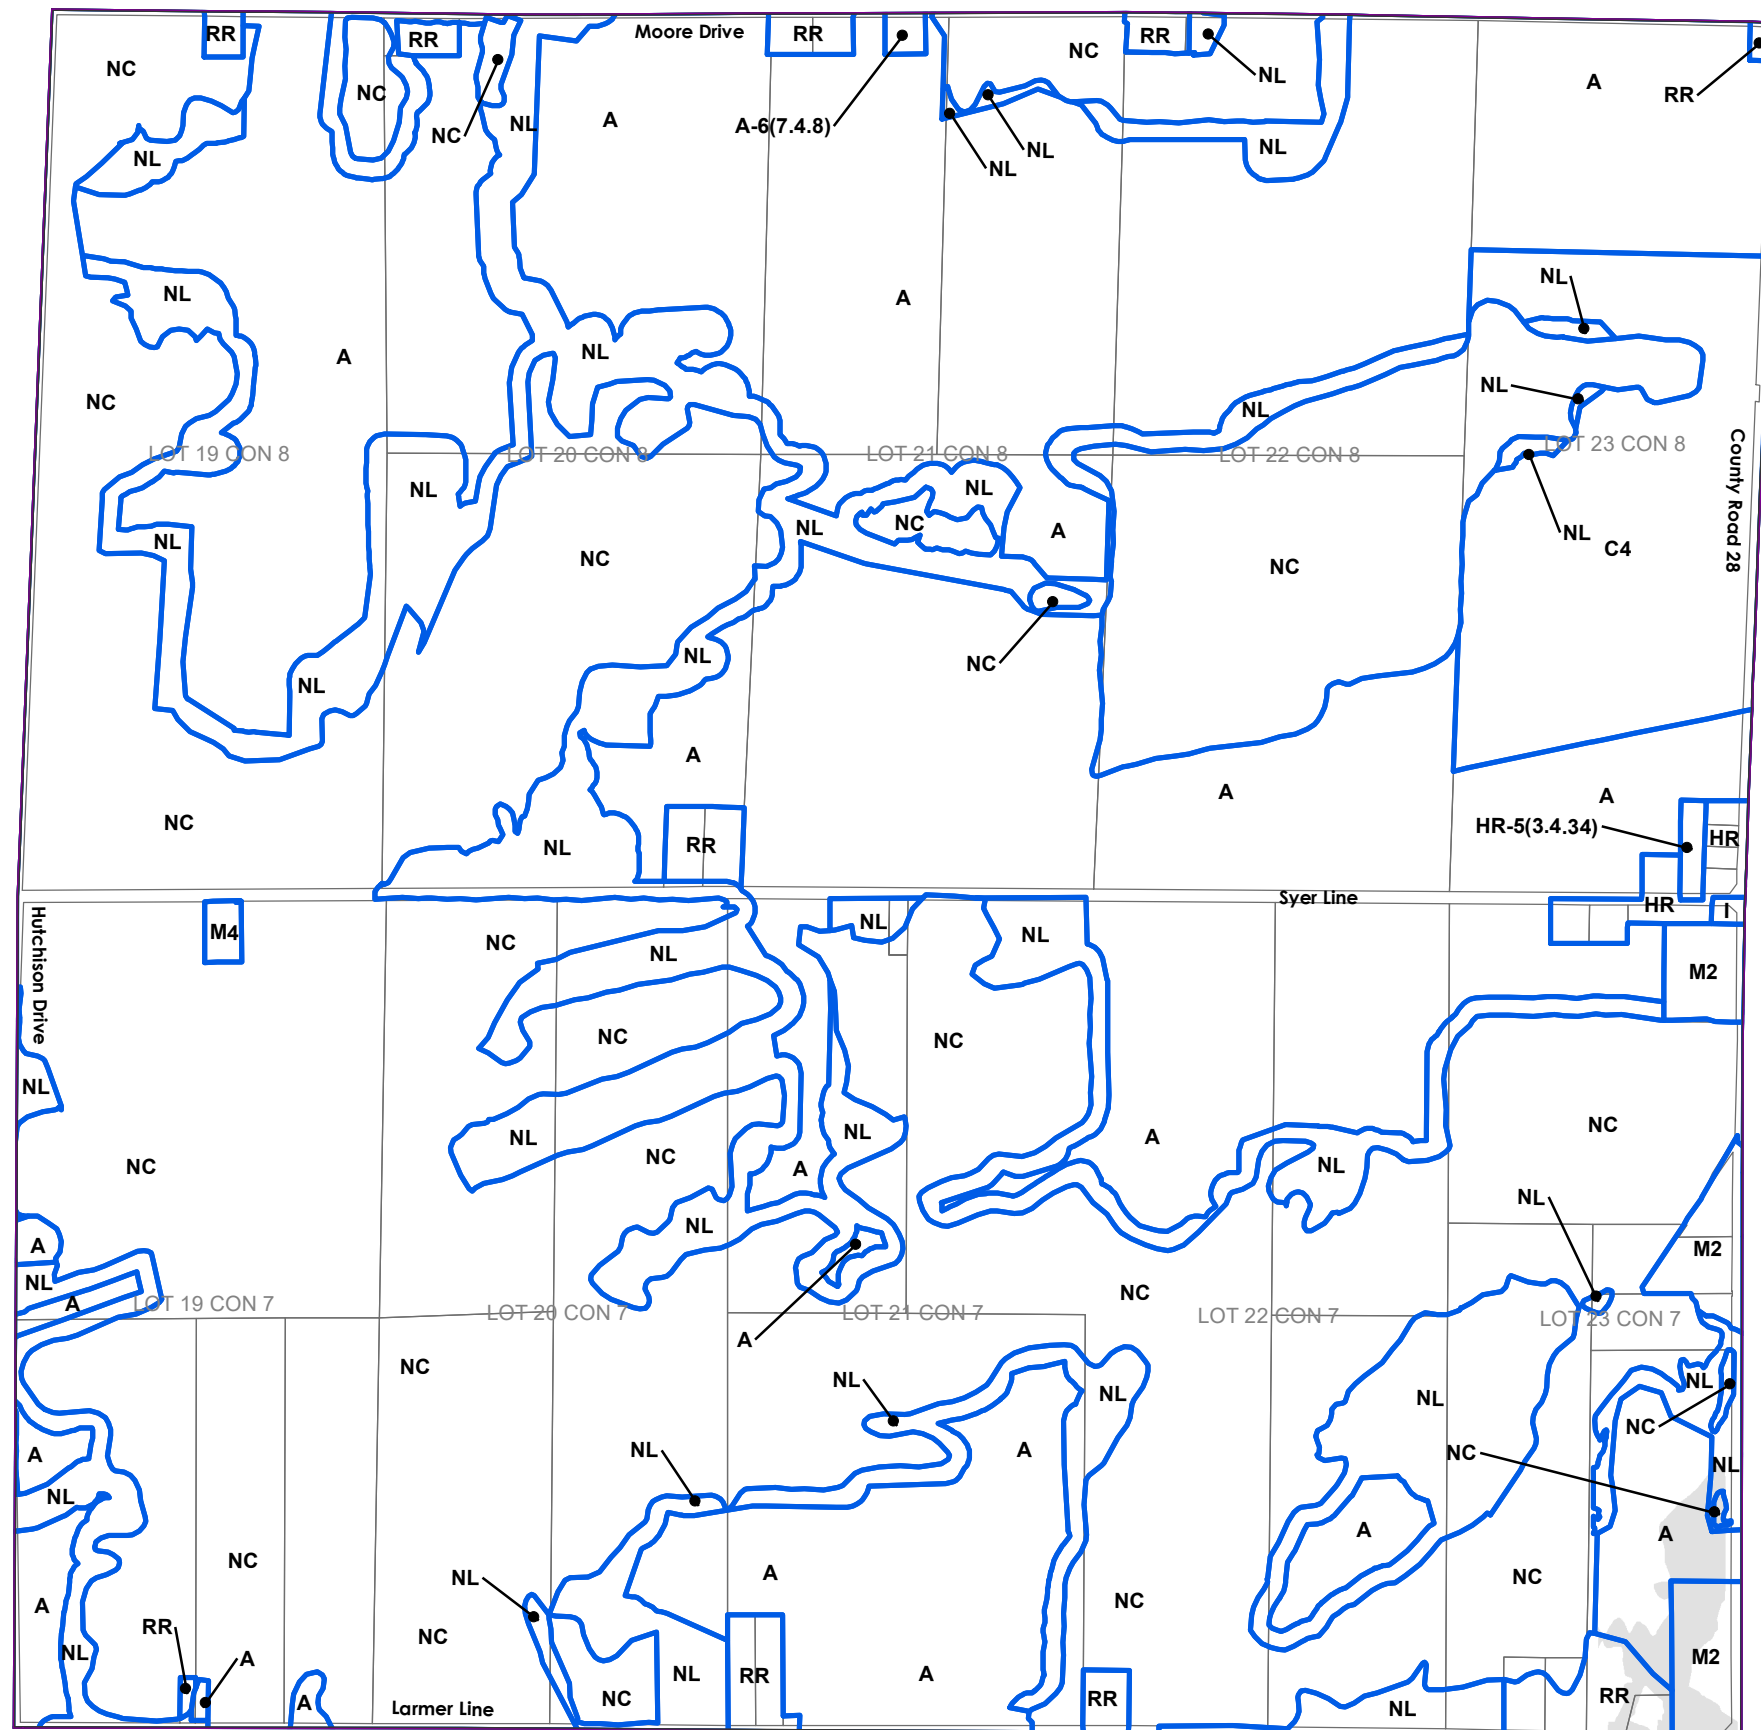 RR
Moore Drive
RR
RR
NC
RR
NL
NC
NC
NC
NL
A
A-6(7.4.8)
NC
NL
NL
NL
NL
A
RR
NL
NL
A
NL
A
NL
NC
NL
NL
LOT 19 CON 8
LOT 20 CON 8
LOT 21 CON 8
LOT 22 CON 8
LOT 23 CON 8
County Road 28
NL
NL
NC
NL
A
NL
NL
C4
NC
NC
NL
NC
NL
A
NC
A
A
HR-5(3.4.34)
HR
NL
RR
Syer Line
HR
I
Hutchison Drive
M4
NC
NL
NL
NL
M2
NC
NC
NL
NC
NL
NC
NL
A
A
NL
NC
NL
NL
A
NL
A
NC
M2
LOT 19 CON 7
LOT 20 CON 7
LOT 21 CON 7
LOT 22 CON 7
LOT 23 CON 7
A
NC
NL
NL
NL
NL
NC
A
NL
A
NC
NL
NL
A
A
NC
NL
A
NC
NC
A
RR
NL
A
NC
NL
RR
A
M2
A
NC
RR
RR
NL
Larmer Line